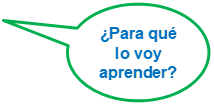 ¿Para qué
lo voy
aprender?